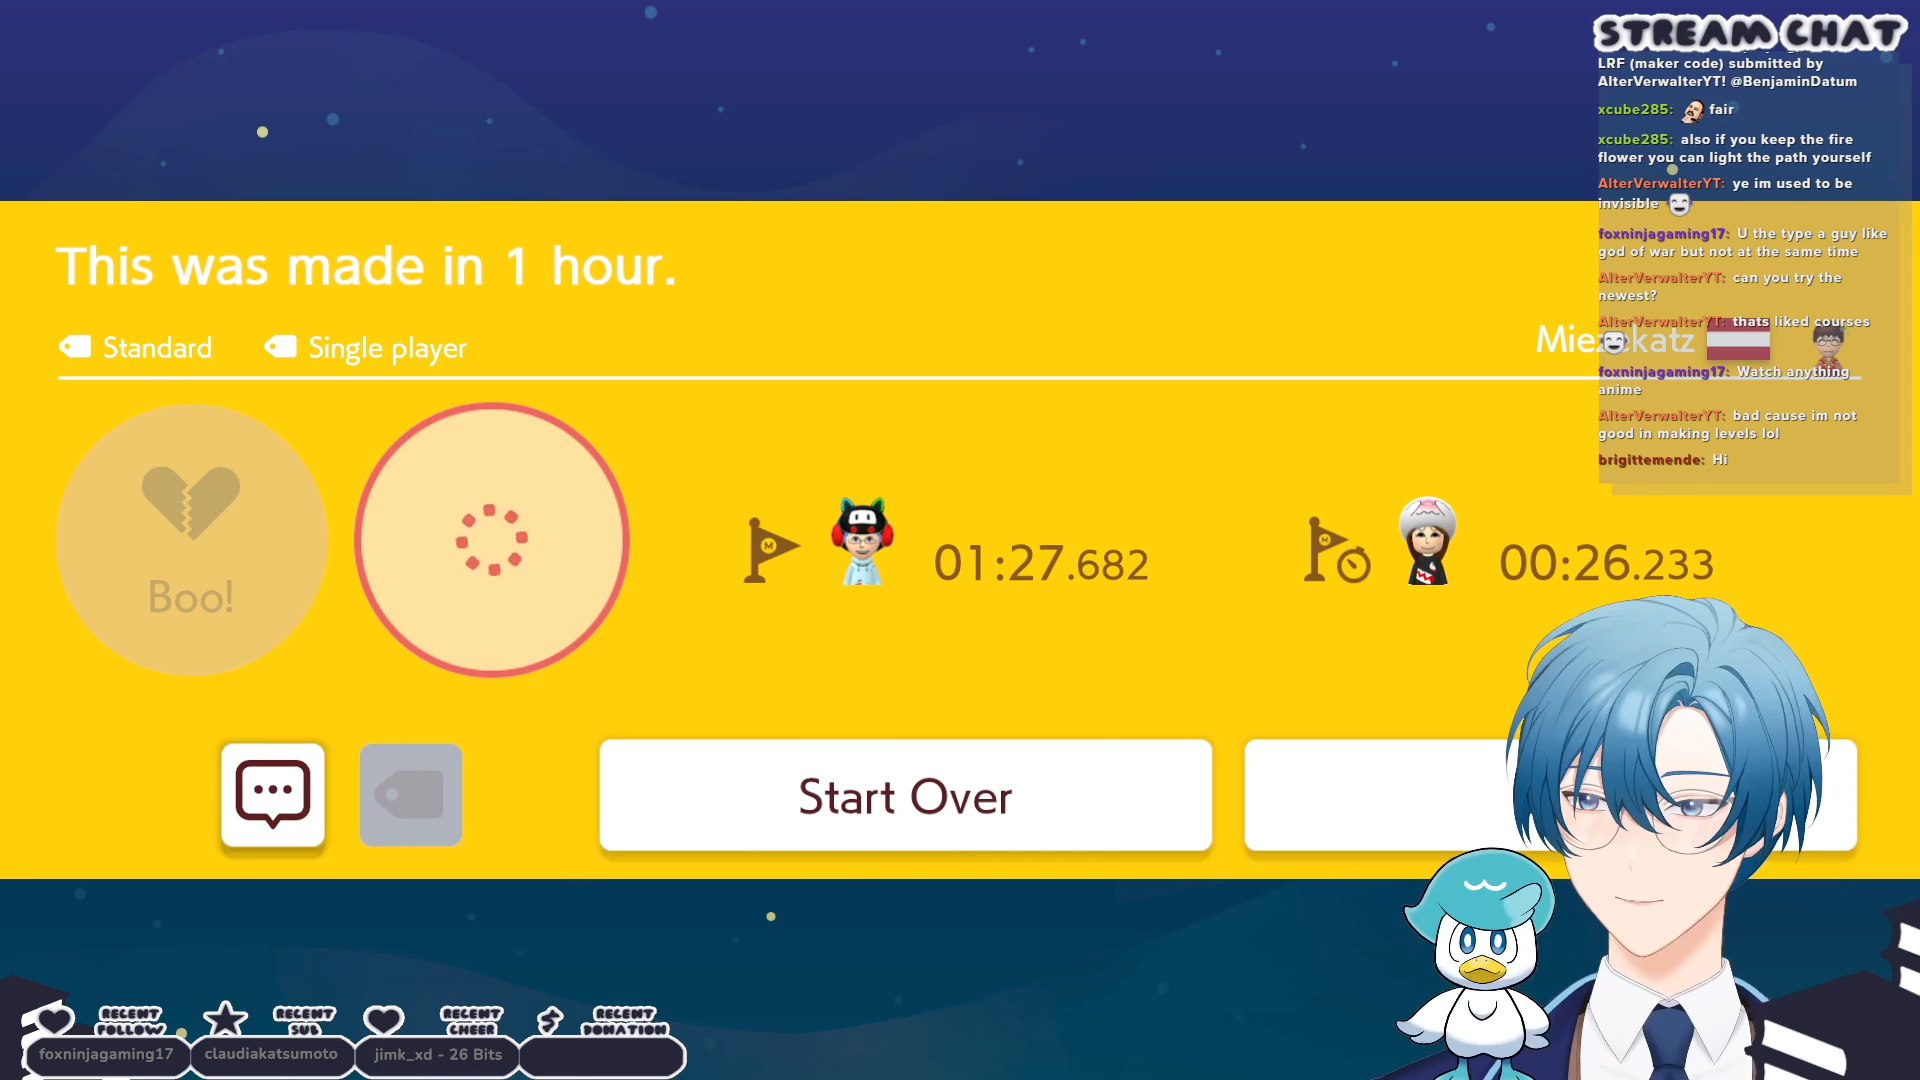 STREAM CHAT
LRF (maker code) submitted by
AlterVerwalterYT! @BenjaminDatum
xcube285: fair
xcube285: also if you keep the fire
flower you can light the path yourself
AlterVerwalterYT: ye im used to be
invisible
foxninjagaming17: U the type a guy like
god of war but not at the same time
AlterVerwalterYT: can you try the
newest?
AlterVerwalterYT: thats liked courses
foxninjagaming17: Watch anything
anime
AlterVerwalterYT: bad cause im not
good in making levels lol
brigittemende: Hi
This was made in 1 hour.
Standard
Single player
Boo!
M
01:27.682
M
00:26.233
Start Over
RECENT
FOLLOW
foxninjagaming17
RECENT
SUB
claudiakatsumoto
RECENT
CHEER
jimk_xd - 26 Bits
RECENT
DONATION